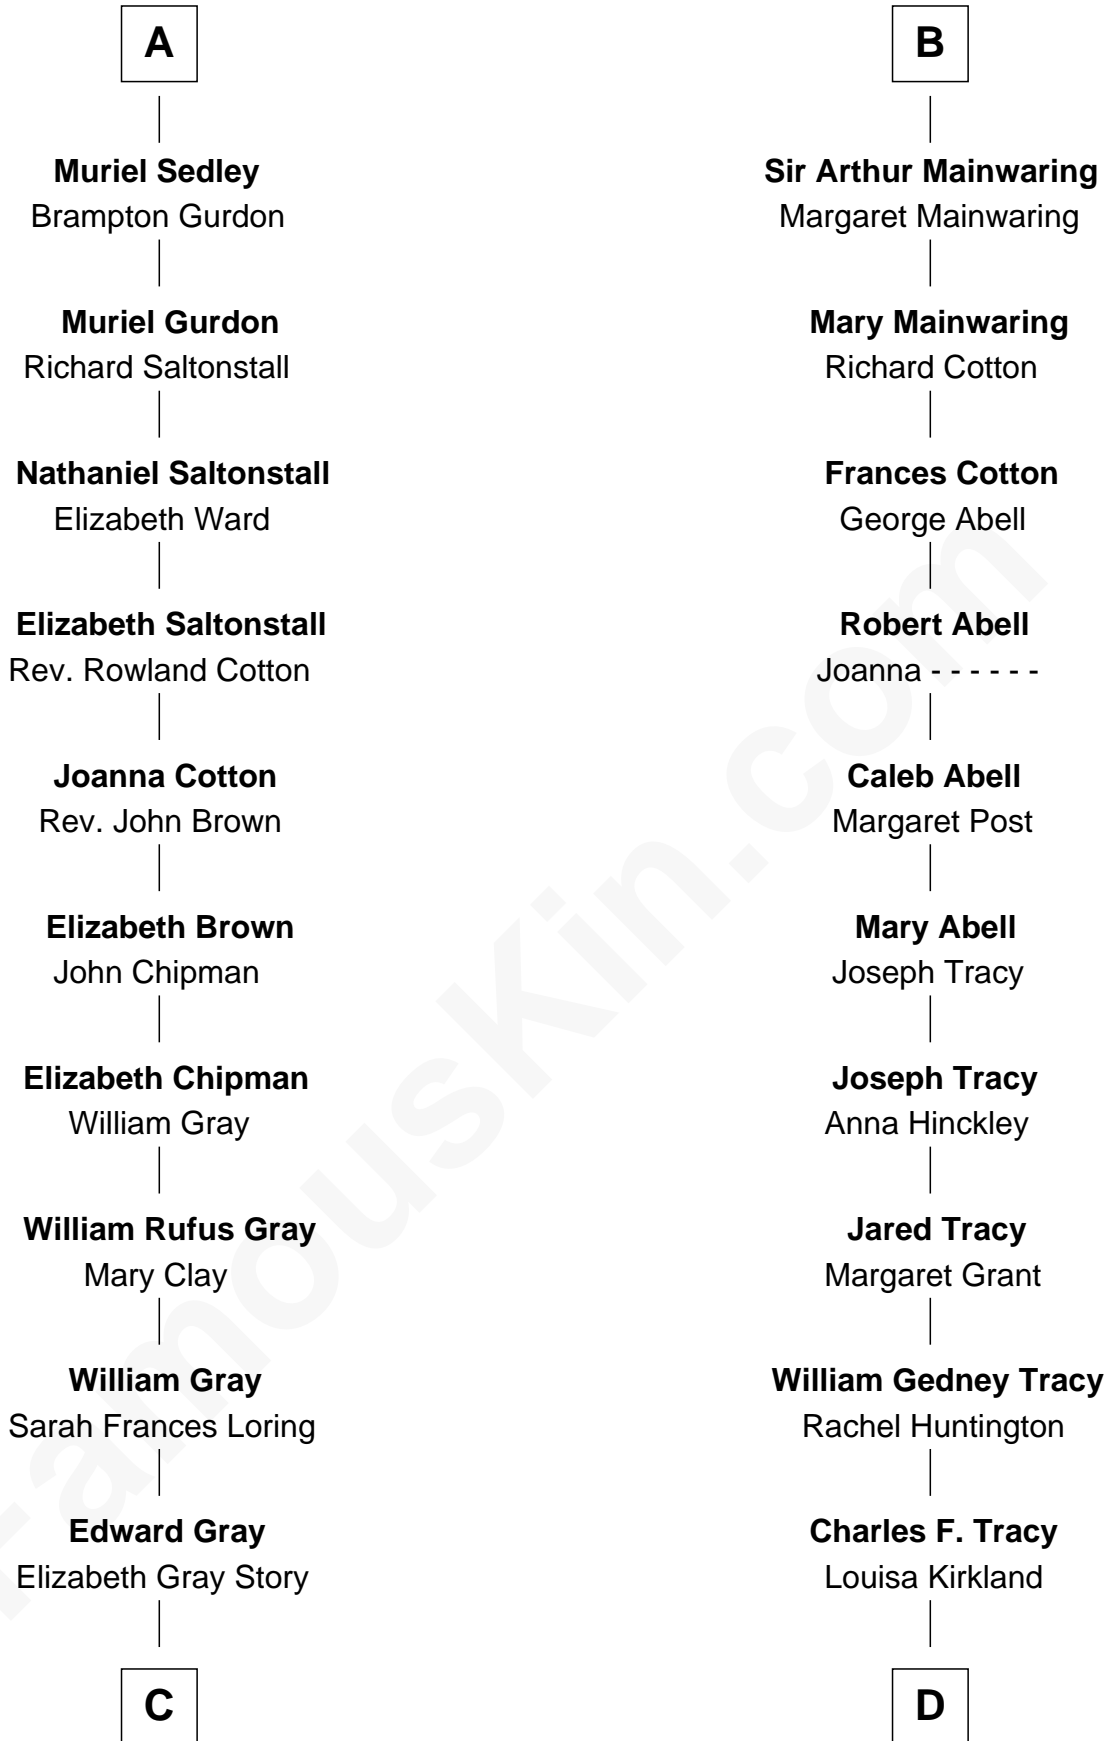 A
Muriel Sedley
Brampton Gurdon
Muriel Gurdon
Richard Saltonstall
Nathaniel Saltonstall
Elizabeth Ward
Elizabeth Saltonstall
Rev. Rowland Cotton
Joanna Cotton
Rev. John Brown
Elizabeth Brown
John Chipman
Elizabeth Chipman
William Gray
William Rufus Gray
Mary Clay
William Gray
Sarah Frances Loring
Edward Gray
Elizabeth Gray Story
C
B
Sir Arthur Mainwaring
Margaret Mainwaring
Mary Mainwaring
Richard Cotton
Frances Cotton
George Abell
Robert Abell
Joanna - - - - - -
Caleb Abell
Margaret Post
Mary Abell
Joseph Tracy
Joseph Tracy
Anna Hinckley
Jared Tracy
Margaret Grant
William Gedney Tracy
Rachel Huntington
Charles F. Tracy
Louisa Kirkland
D
FamousKin.com